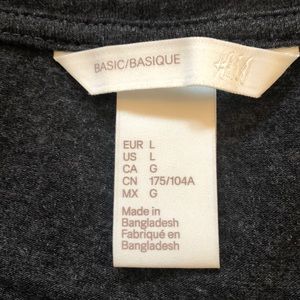 BASIC/BASIQUE
H&M
EUR L
US L
CA G
CN 175/104A
MX G
Made in
Bangladesh
Fabriqué en
Bangladesh